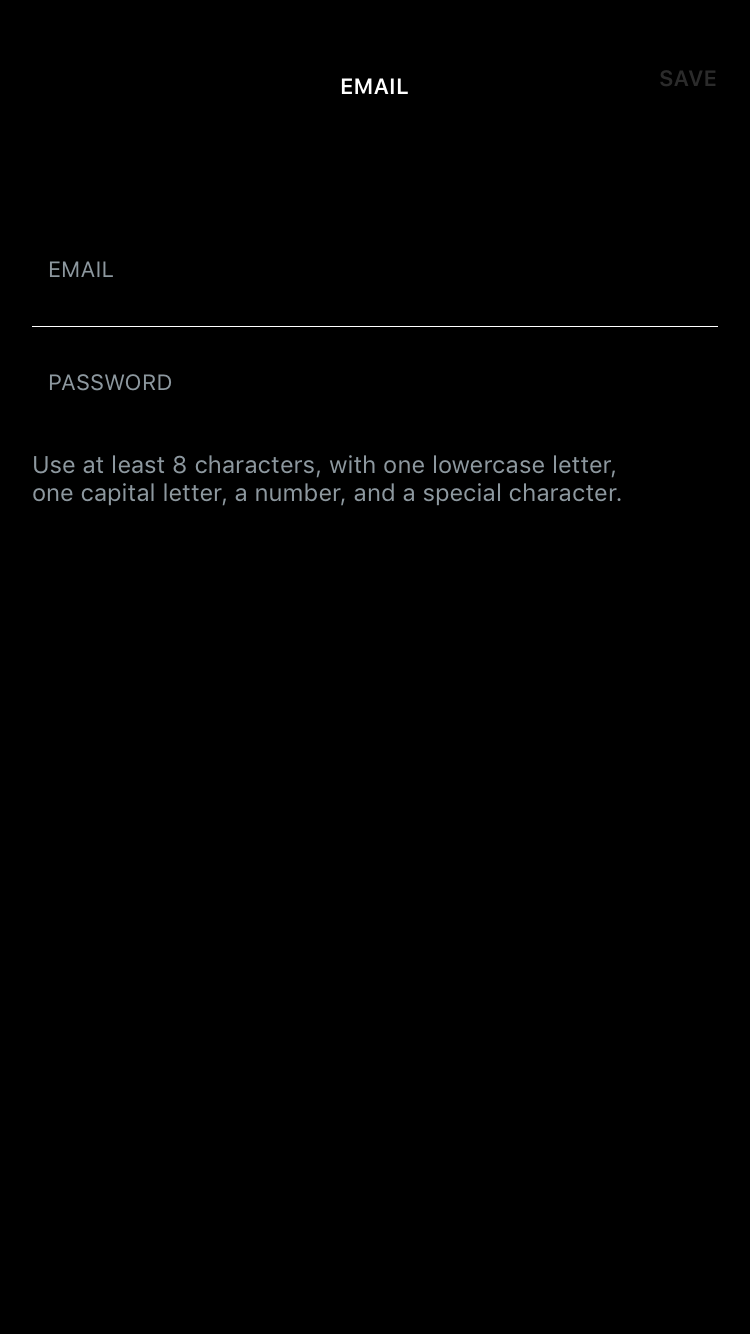 EMAIL
SAVE
EMAIL
PASSWORD
Use at least 8 characters, with one lowercase letter,
one capital letter, a number, and a special character.